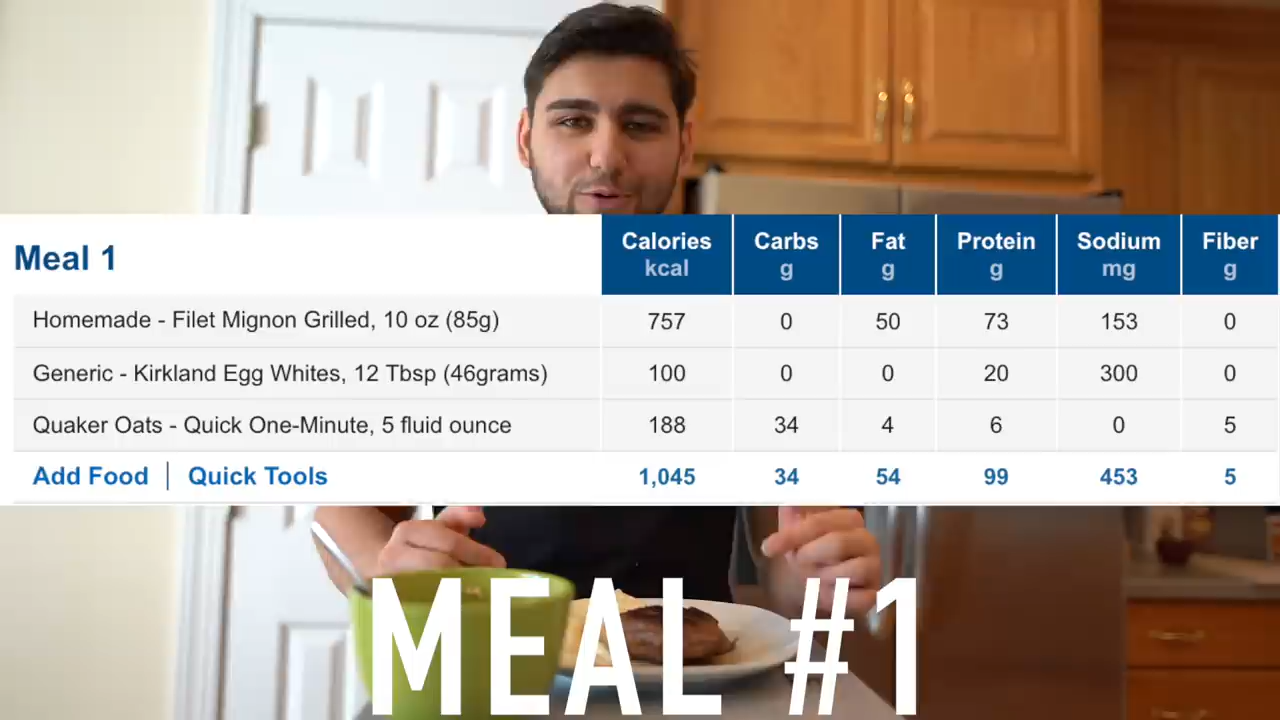 Meal 1 Calories kcal Carbs g Fat g Protein g Sodium mg Fiber g
Homemade - Filet Mignon Grilled, 10 oz (85g) 757 0 50 73 153 0
Generic - Kirkland Egg Whites, 12 Tbsp (46grams) 100 0 0 20 300 0
Quaker Oats - Quick One-Minute, 5 fluid ounce 188 34 4 6 0 5
Add Food | Quick Tools 1,045 34 54 99 453 5
MEAL #1